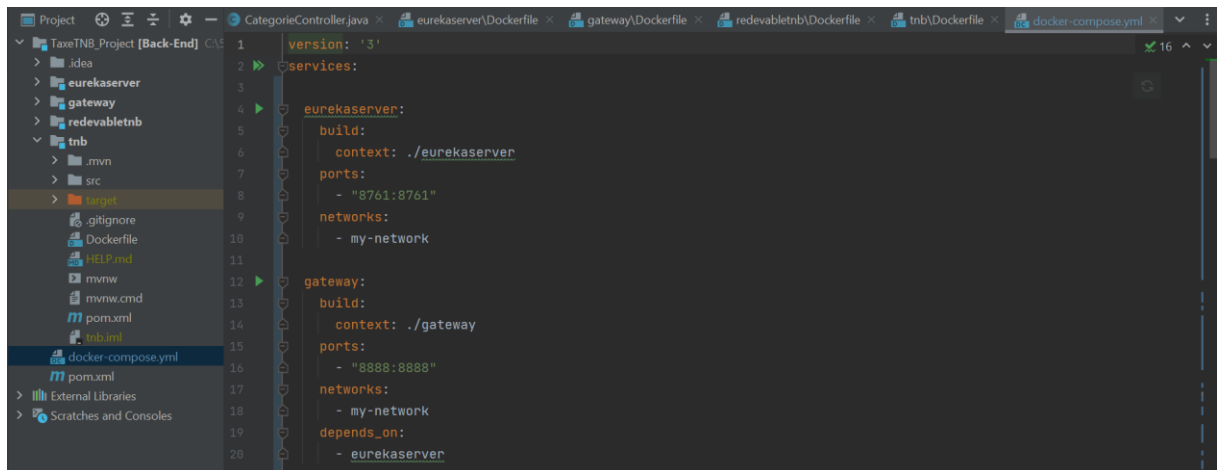 Project
CategorieController.java
eurekaserver\Dockerfile
gateway\Dockerfile
redevabletnb\Dockerfile
tnb\Dockerfile
docker-compose.yml
TaxeTNB_Project [Back-End] C:\S
.idea
eurekaserver
gateway
redevabletnb
tnb
.mvn
src
target
.gitignore
Dockerfile
HELP.md
mvnw
mvnw.cmd
pom.xml
tnb.iml
docker-compose.yml
pom.xml
External Libraries
Scratches and Consoles
16
1 version: '3'
2 services:
3
4 eurekaserver:
5 build:
6 context: ./eurekaserver
7 ports:
8 - "8761:8761"
9 networks:
10 - my-network
11
12 gateway:
13 build:
14 context: ./gateway
15 ports:
16 - "8888:8888"
17 networks:
18 - my-network
19 depends_on:
20 - eurekaserver